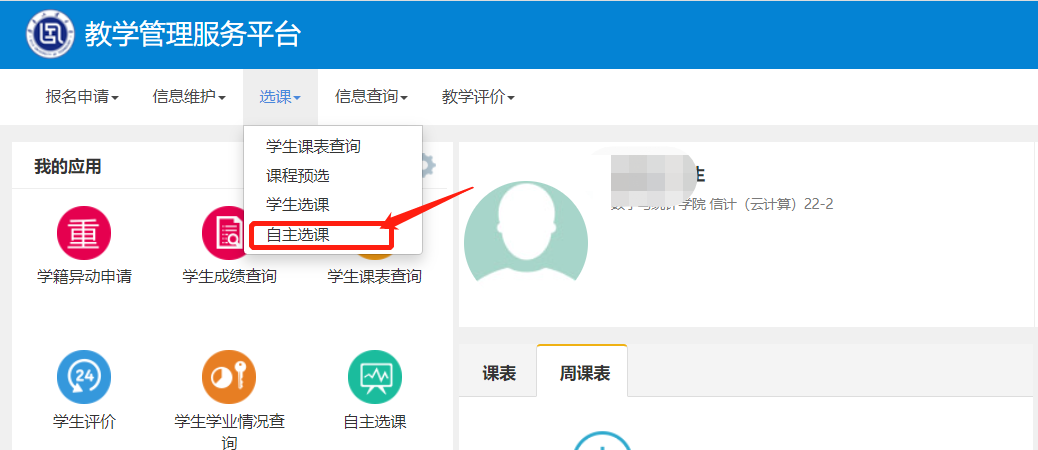 教学管理服务平台
报名申请 信息维护 选课 信息查询 教学评价
学生课表查询
课程预选
学生选课
自主选课
我的应用
重
学籍异动申请
学生成绩查询
学生课表查询
24
学生评价
学生学业情况查
询
自主选课
信计（云计算）22-2
课表
周课表